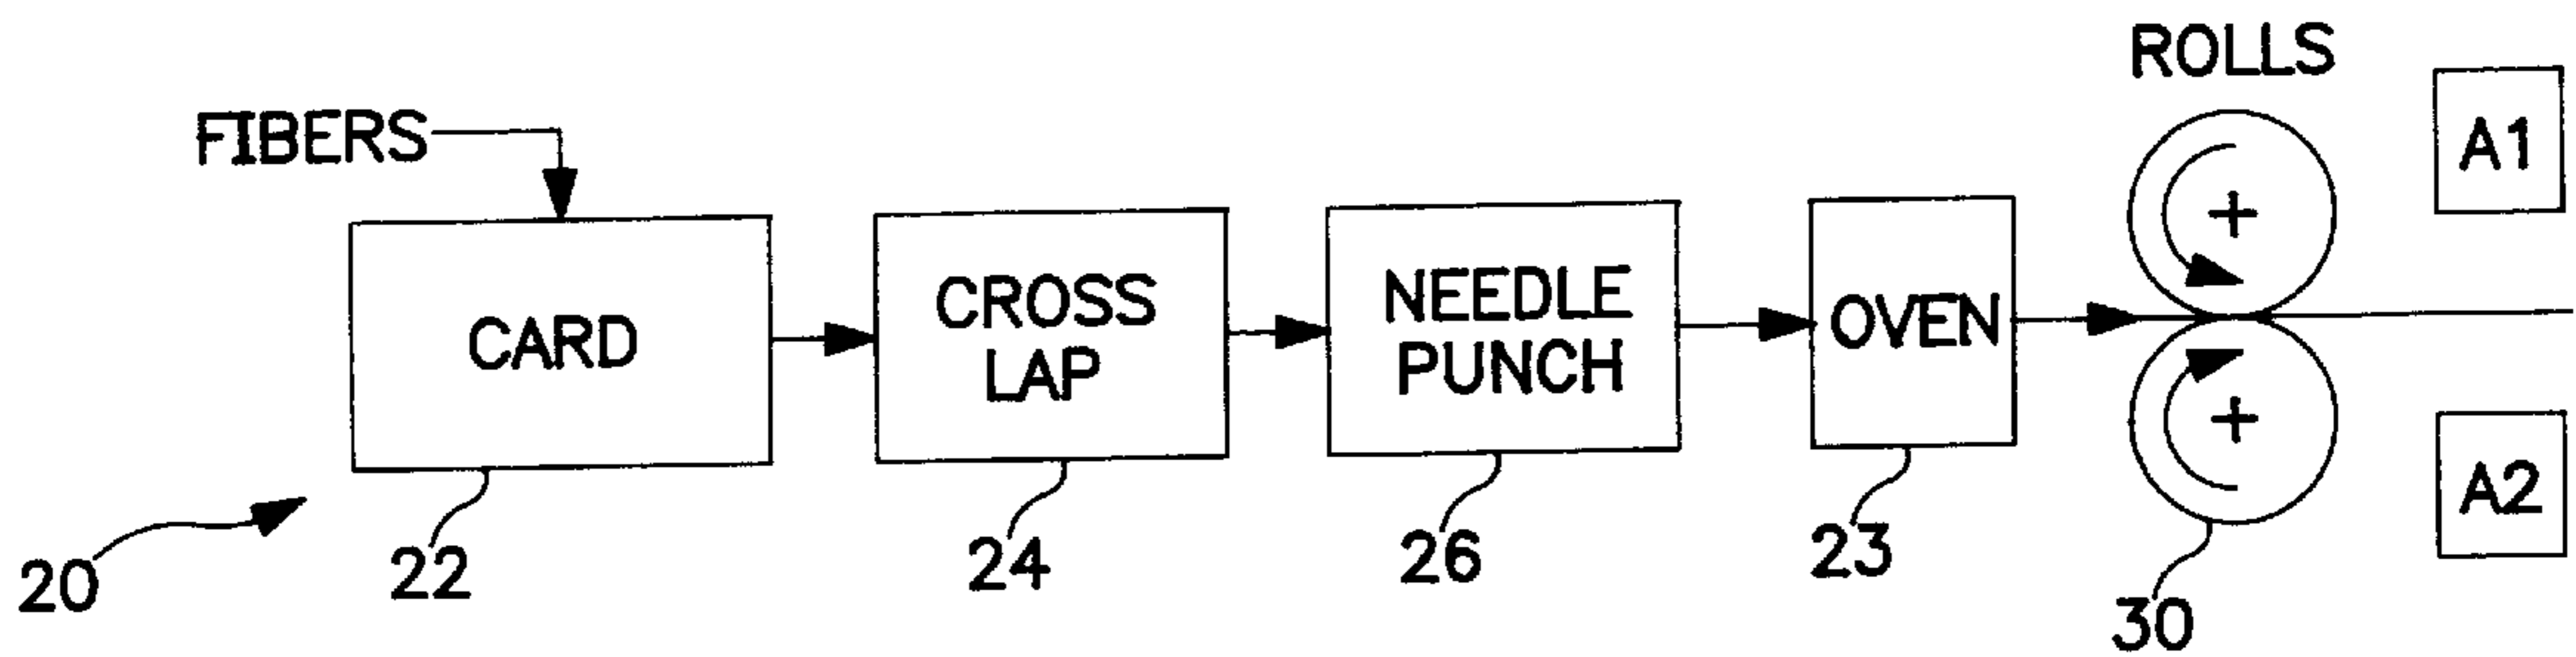 ROLLS
FIBERS
A1
CARD
CROSS
LAP
NEEDLE
PUNCH
OVEN
A2
20
22
24
26
23
30